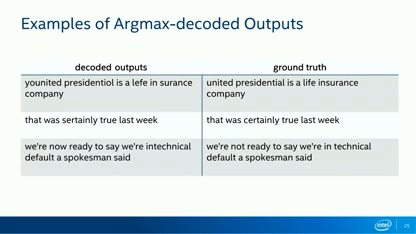 Examples of Argmax-decoded Outputs
decoded outputs
ground truth
younited presidentiol is a lefe in surance
company
united presidential is a life insurance
company
that was sertainly true last week
that was certainly true last week
we're now ready to say we're intechnical
default a spokesman said
we're not ready to say we're in technical
default a spokesman said
intel
25